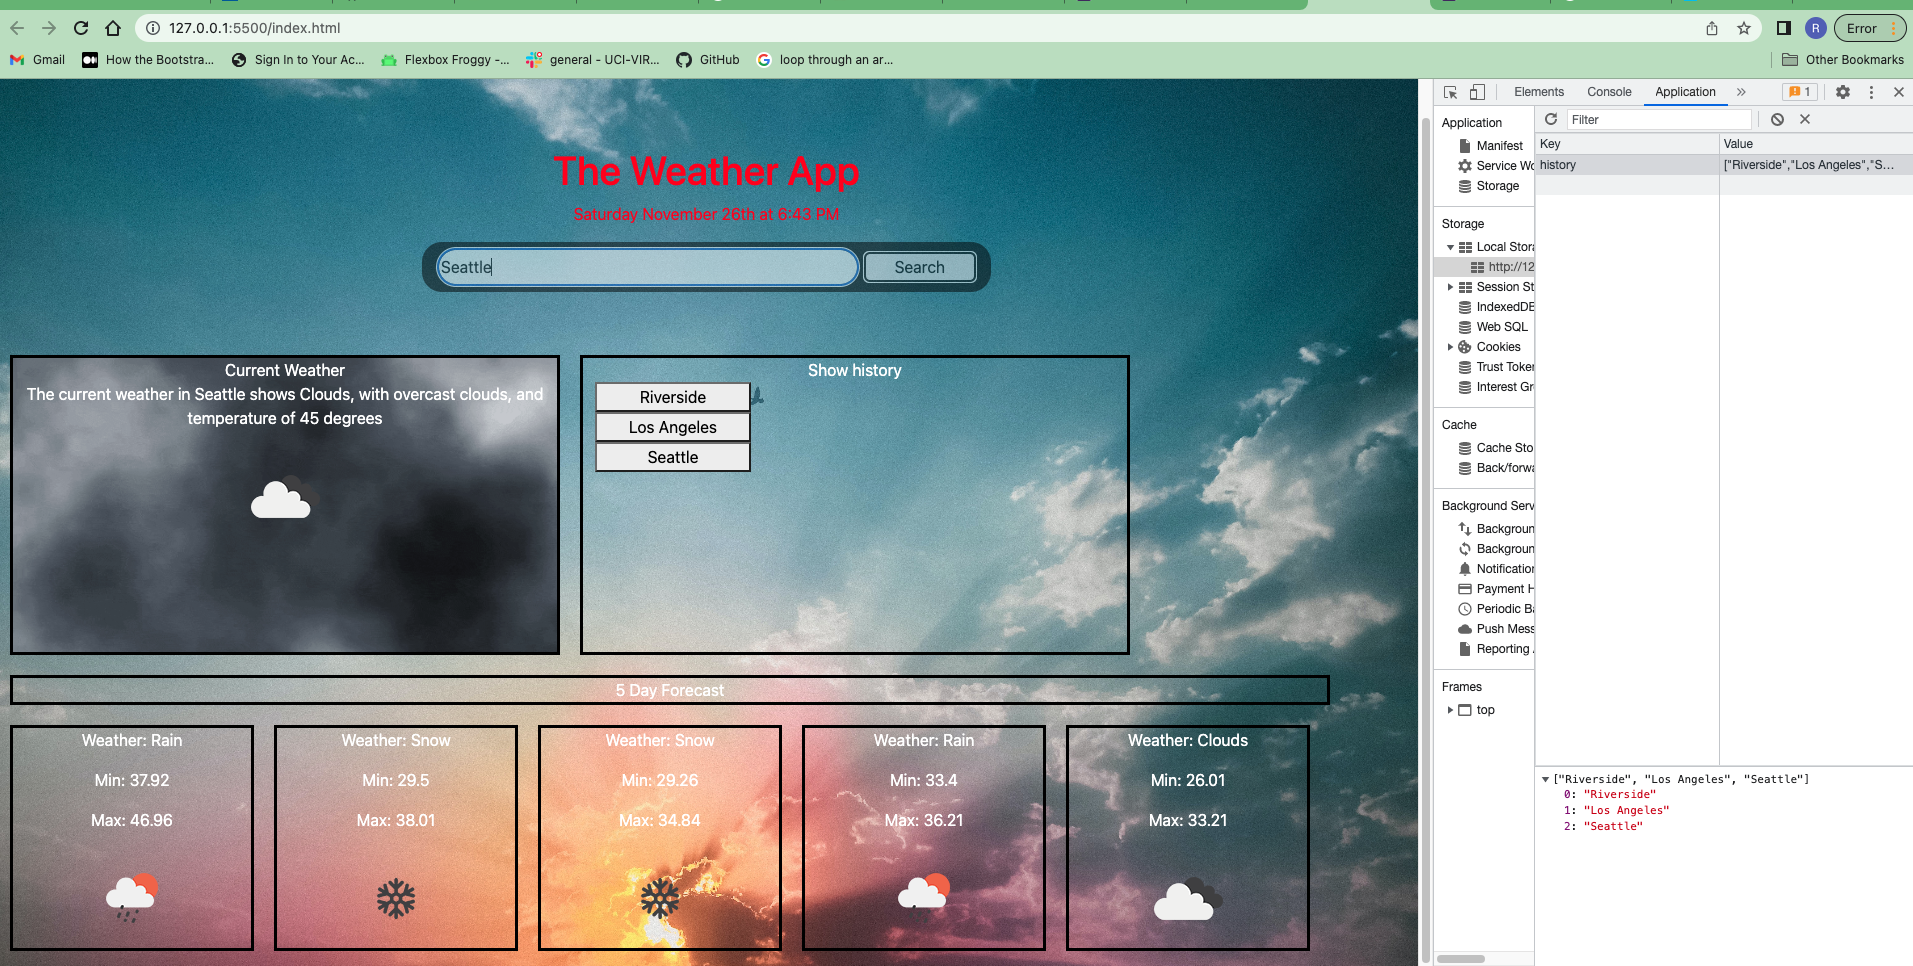 127.0.0.1:5500/index.html
R
Error
Gmail
How the Bootstra...
Sign In to Your Ac...
Flexbox Froggy -...
general - UCI-VIR...
GitHub
loop through an ar...
Other Bookmarks
The Weather App
Saturday November 26th at 6:43 PM
Seattle
Search
Current Weather
The current weather in Seattle shows Clouds, with overcast clouds, and
temperature of 45 degrees
Show history
Riverside
Los Angeles
Seattle
5 Day Forecast
Weather: Rain
Min: 37.92
Max: 46.96
Weather: Snow
Min: 29.5
Max: 38.01
Weather: Snow
Min: 29.26
Max: 34.84
Weather: Rain
Min: 33.4
Max: 36.21
Weather: Clouds
Min: 26.01
Max: 33.21
Elements
Console
Application
»
1
Application
Manifest
Service Wo
Storage
Storage
Local Stora
http://12
Session St
IndexedDB
Web SQL
Cookies
Trust Token
Interest Gr
Cache
Cache Sto
Back/forwa
Background Serv
Backgroun
Backgroun
Notification
Payment H
Periodic Ba
Push Mess
Reporting
Frames
top
Filter
Key
Value
history
["Riverside","Los Angeles","S...
["Riverside", "Los Angeles", "Seattle"]
0: "Riverside"
1: "Los Angeles"
2: "Seattle"